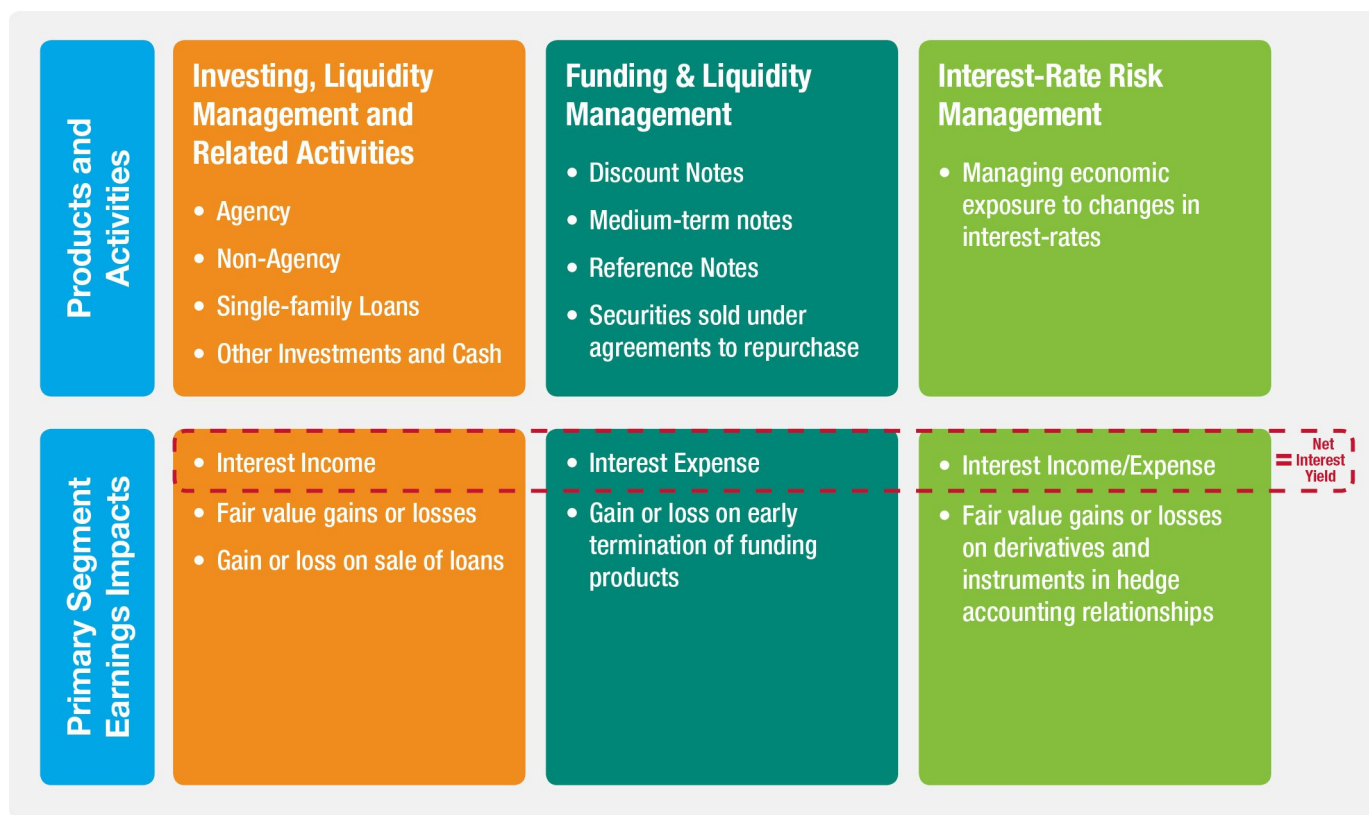 Products and
Activities
Investing, Liquidity
Management and
Related Activities
• Agency
• Non-Agency
• Single-family Loans
• Other Investments and Cash
Funding & Liquidity
Management
• Discount Notes
• Medium-term notes
• Reference Notes
• Securities sold under
agreements to repurchase
Interest-Rate Risk
Management
• Managing economic
exposure to changes in
interest-rates
Primary Segment
Earnings Impacts
• Interest Income
• Fair value gains or losses
• Gain or loss on sale of loans
• Interest Expense
• Gain or loss on early
termination of funding
products
• Interest Income/Expense
• Fair value gains or losses
on derivatives and
instruments in hedge
accounting relationships
Net
= Interest
Yield